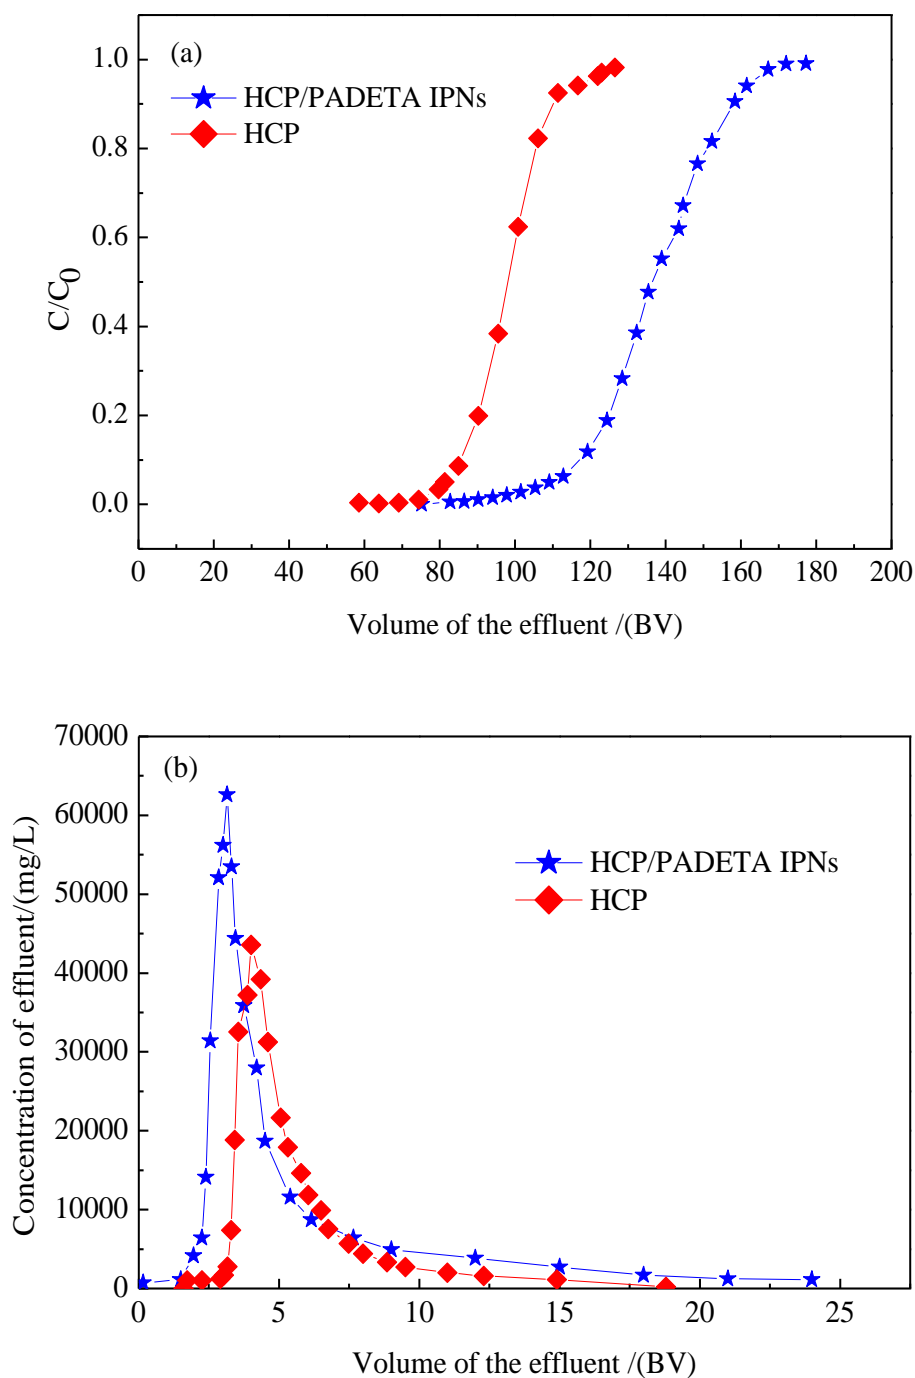 (a)
HCP/PADETA IPNs
HCP
1.0
0.8
0.6
0.4
0.2
0.0
C/C0
0 20 40 60 80 100 120 140 160 180 200
Volume of the effluent /(BV)
(b)
HCP/PADETA IPNs
HCP
70000
60000
50000
40000
30000
20000
10000
0
Concentration of effluent/(mg/L)
0 5 10 15 20 25
Volume of the effluent /(BV)